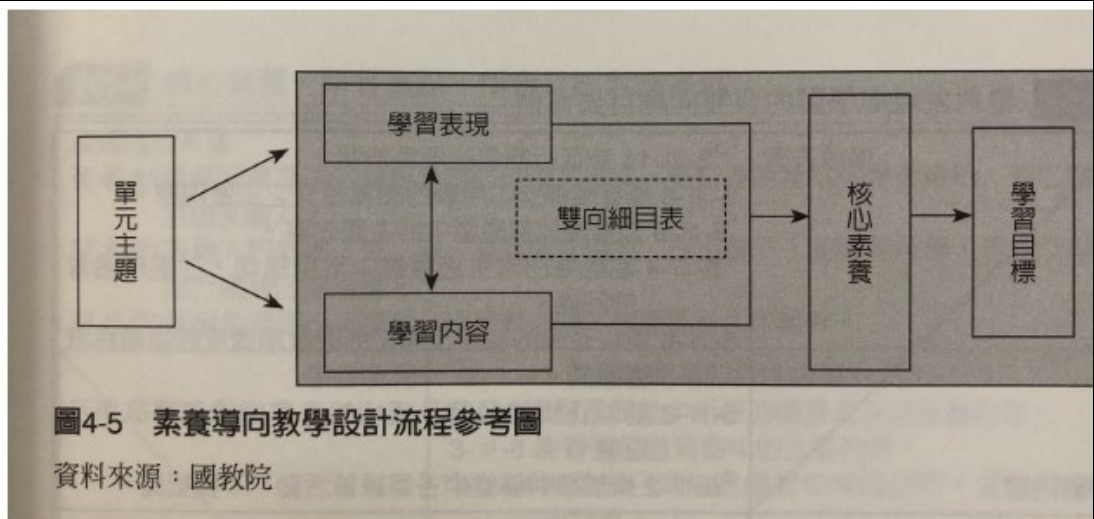 單元主題
學習表現
雙向細目表
學習內容
核心素養
學習目標
圖4-5 素養導向教學設計流程參考圖
資料來源：國教院